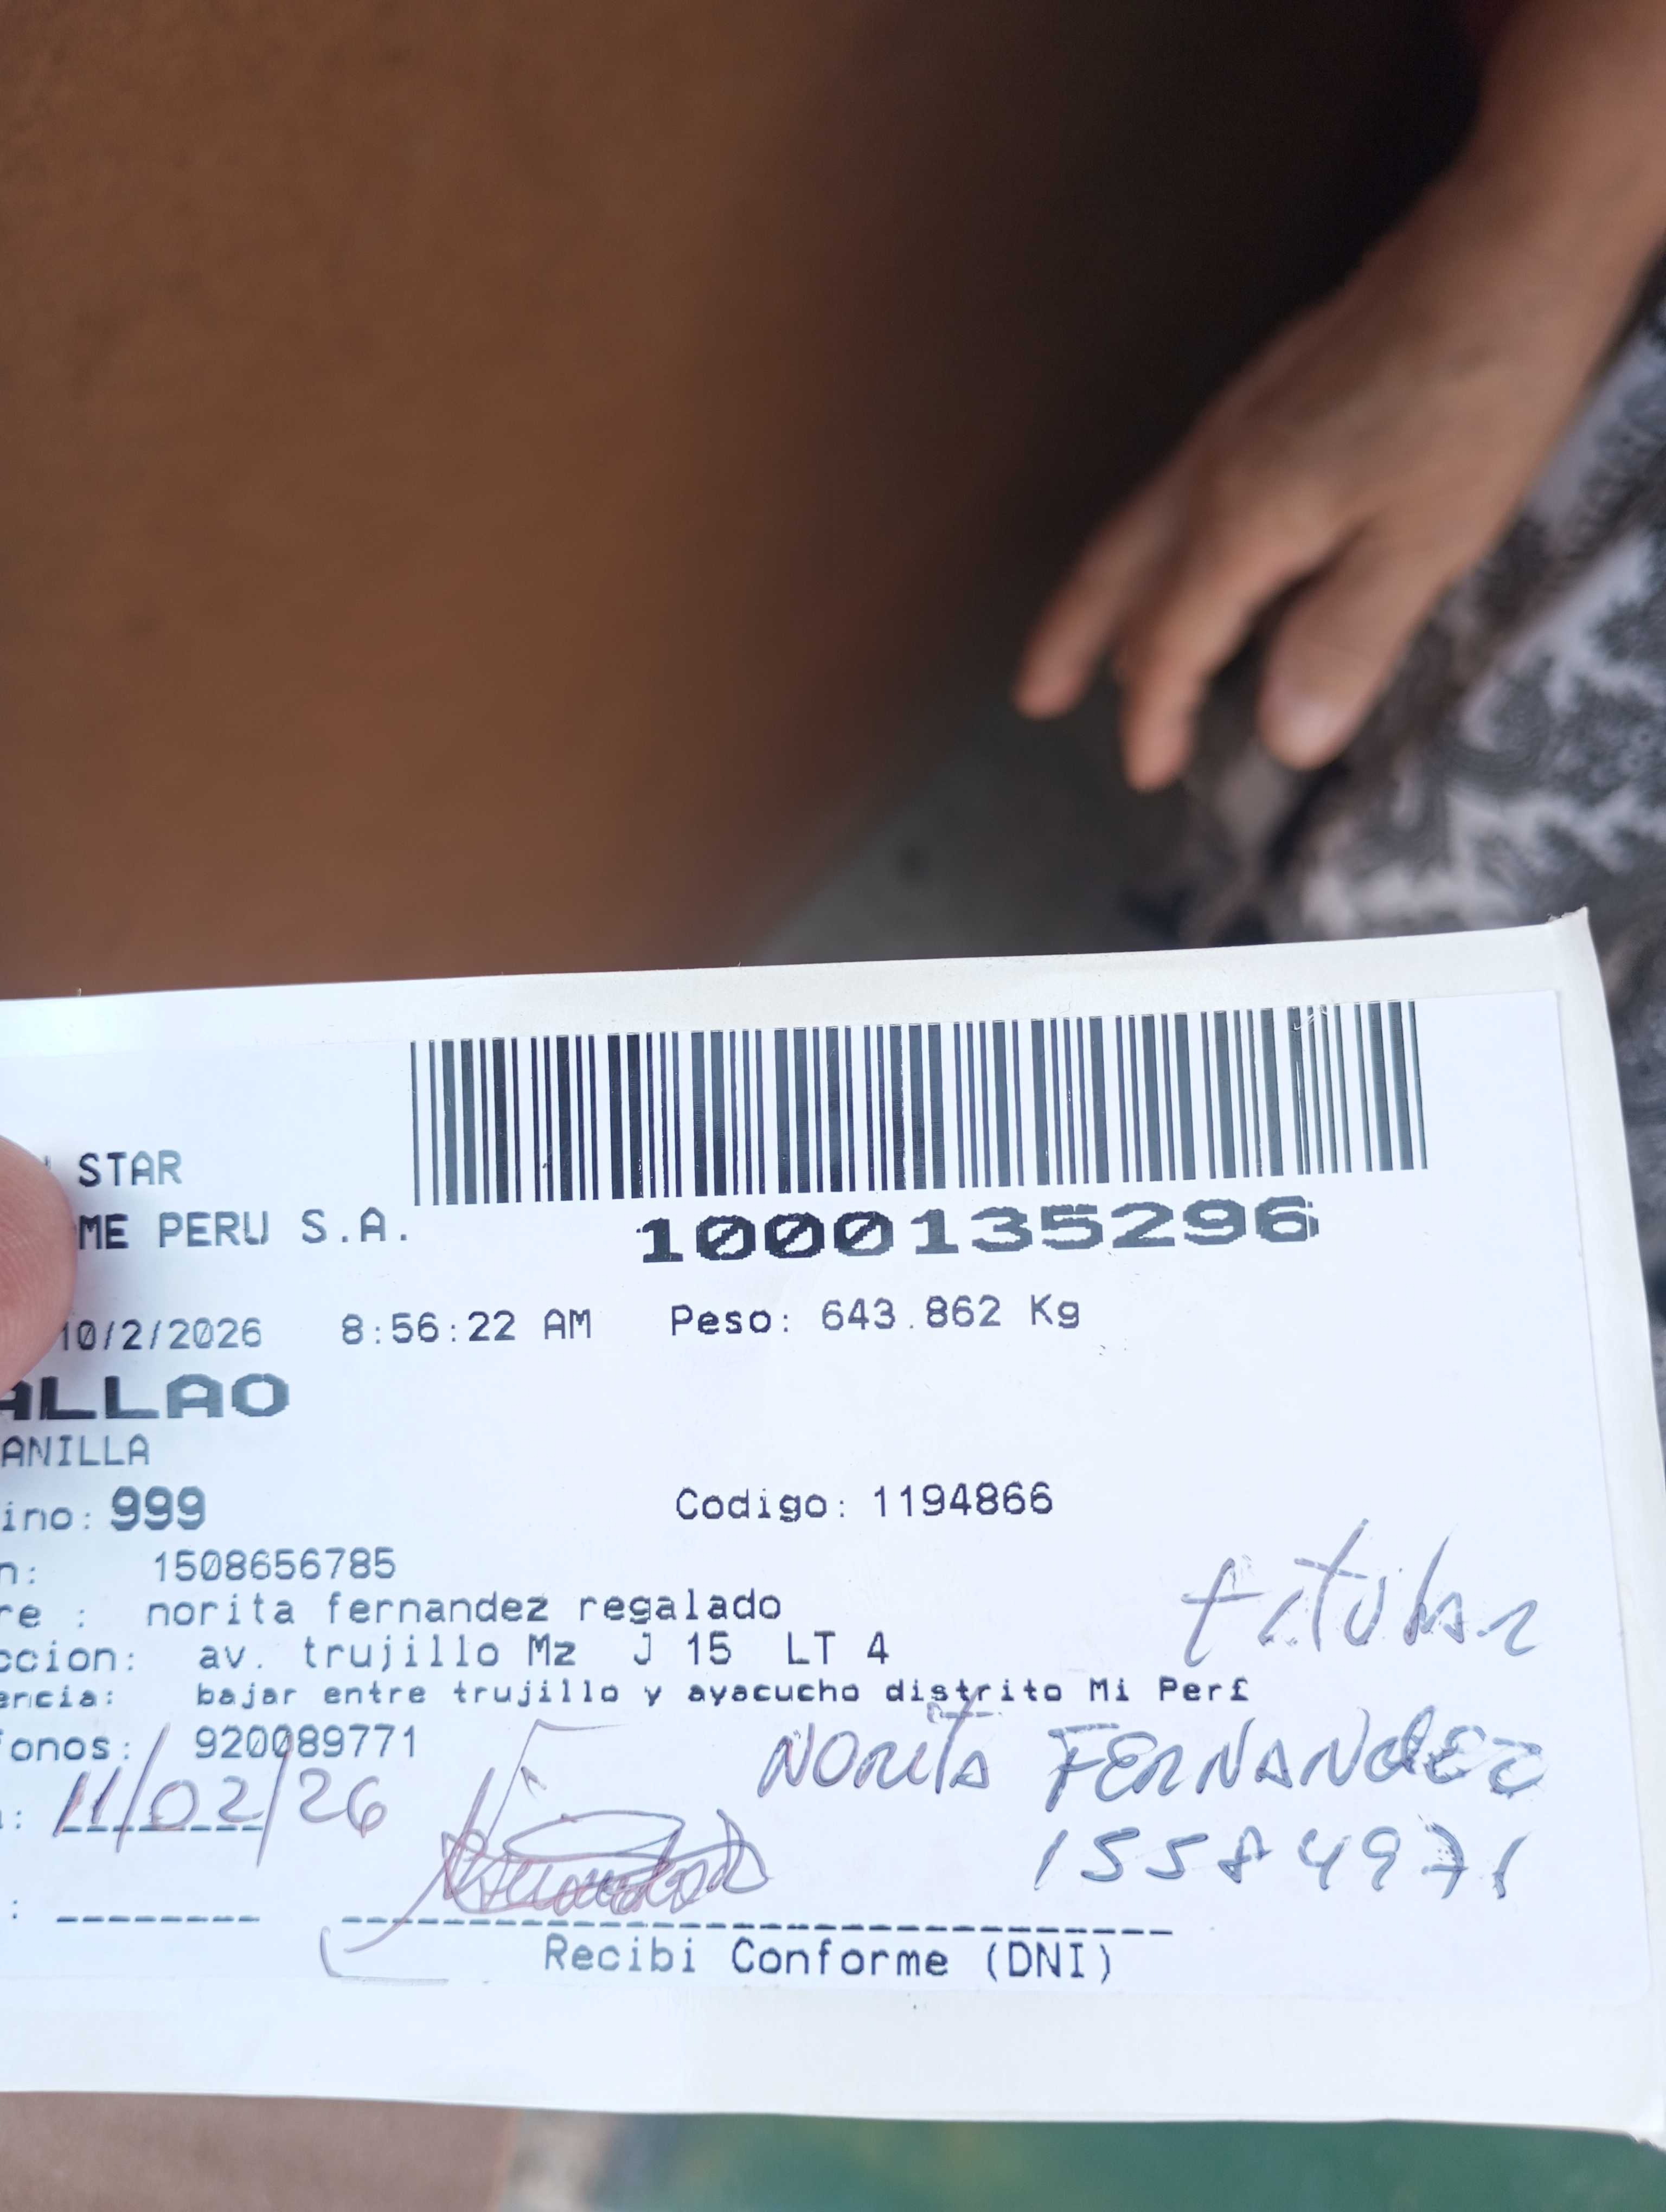 STAR
ME PERU S.A.
1000135296
10/2/2026 8:56:22 AM Peso: 643.862 Kg
ALLAO
ANILLA
ino: 999 Codigo: 1194866
n: 1508656785
re : norita fernandez regalado
ccion: av. trujillo Mz J 15 LT 4
titular
encia: bajar entre trujillo y ayacucho distrito Mi Per£
fonos: 920089771
NORITA FERNANdEZ
: 11/02/26
15584971
:
Recibi Conforme (DNI)